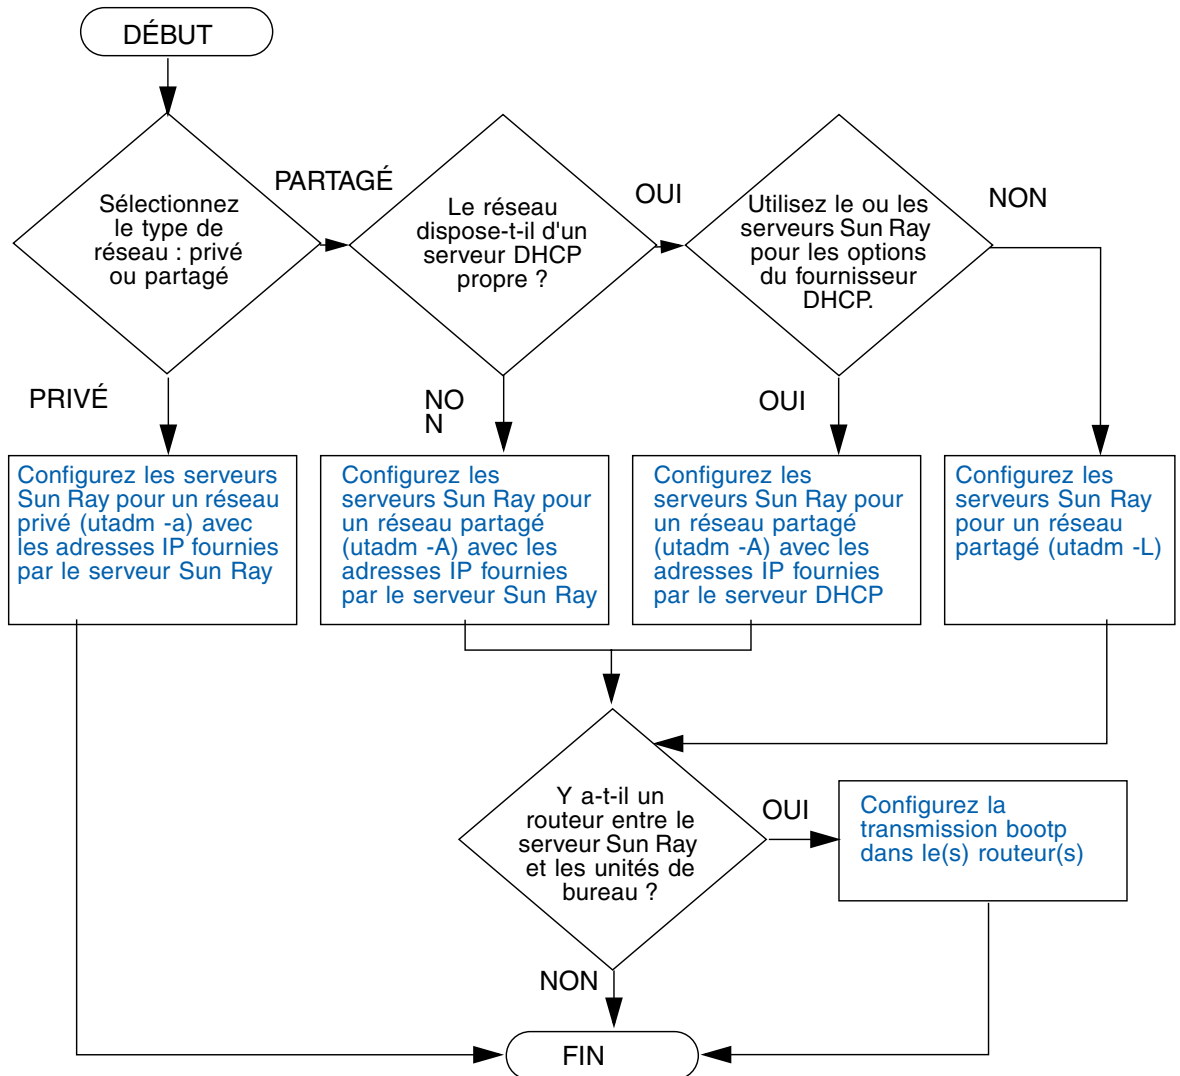 DÉBUT
Sélectionnez
le type de
réseau : privé
ou partagé
PARTAGÉ
Le réseau
dispose-t-il d'un
serveur DHCP
propre ?
OUI
Utilisez le ou les
serveurs Sun Ray
pour les options
du fournisseur
DHCP.
NON
PRIVÉ
NO
N
OUI
Configurez les serveurs
Sun Ray pour un réseau
privé (utadm -a) avec
les adresses IP fournies
par le serveur Sun Ray
Configurez les
serveurs Sun Ray pour
un réseau partagé
(utadm -A) avec les
adresses IP fournies
par le serveur Sun Ray
Configurez les
serveurs Sun Ray pour
un réseau partagé
(utadm -A) avec les
adresses IP fournies
par le serveur DHCP
Configurez les
serveurs Sun Ray
pour un réseau
partagé (utadm -L)
Y a-t-il un
routeur entre le
serveur Sun Ray
et les unités de
bureau ?
OUI
Configurez la
transmission bootp
dans le(s) routeur(s)
NON
FIN